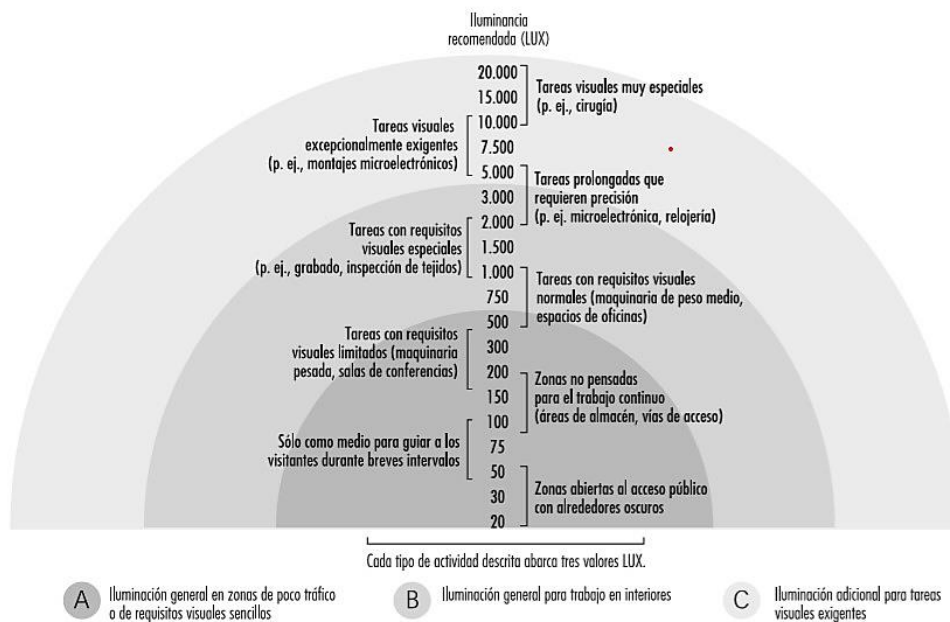 Iluminancia
recomendada (LUX)
20.000
15.000
10.000
7.500
5.000
3.000
2.000
1.500
1.000
750
500
300
200
150
100
75
50
30
20
Tareas visuales muy especiales
(p. ej., cirugía)
Tareas visuales
excepcionalmente exigentes
(p. ej., montajes microelectrónicos)
Tareas prolongadas que
requieren precisión
(p. ej. microelectrónica, relojería)
Tareas con requisitos
visuales especiales
(p. ej., grabado, inspección de tejidos)
Tareas con requisitos visuales
normales (maquinaria de peso medio,
espacios de oficinas)
Tareas con requisitos
visuales limitados (maquinaria
pesada, salas de conferencias)
Zonas no pensadas
para el trabajo continuo
(áreas de almacén, vías de acceso)
Sólo como medio para guiar a los
visitantes durante breves intervalos
Zonas abiertas al acceso público
con alrededores oscuros
Cada tipo de actividad descrita abarca tres valores LUX.
A
Iluminación general en zonas de poco tráfico
o de requisitos visuales sencillos
B
Iluminación general para trabajo en interiores
C
Iluminación adicional para tareas
visuales exigentes